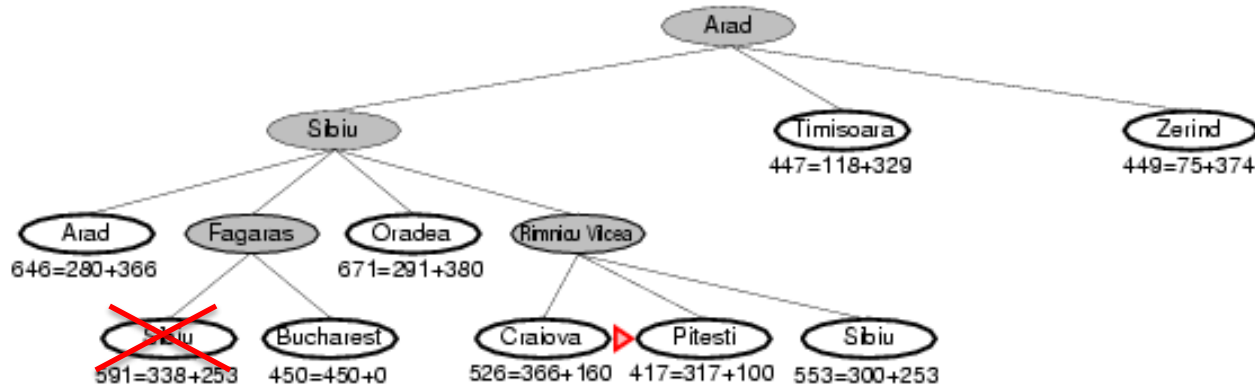 Arad
Sibiu
Timisoara
Zerind
447=118+329
449=75+374
Arad
Fagaras
Oradea
Rimnicu Vilcea
646=280+366
671=291+380
Sibiu
Bucharest
Craiova
Pitesti
Sibiu
591=338+253
450=450+0
526=366+160
417=317+100
553=300+253